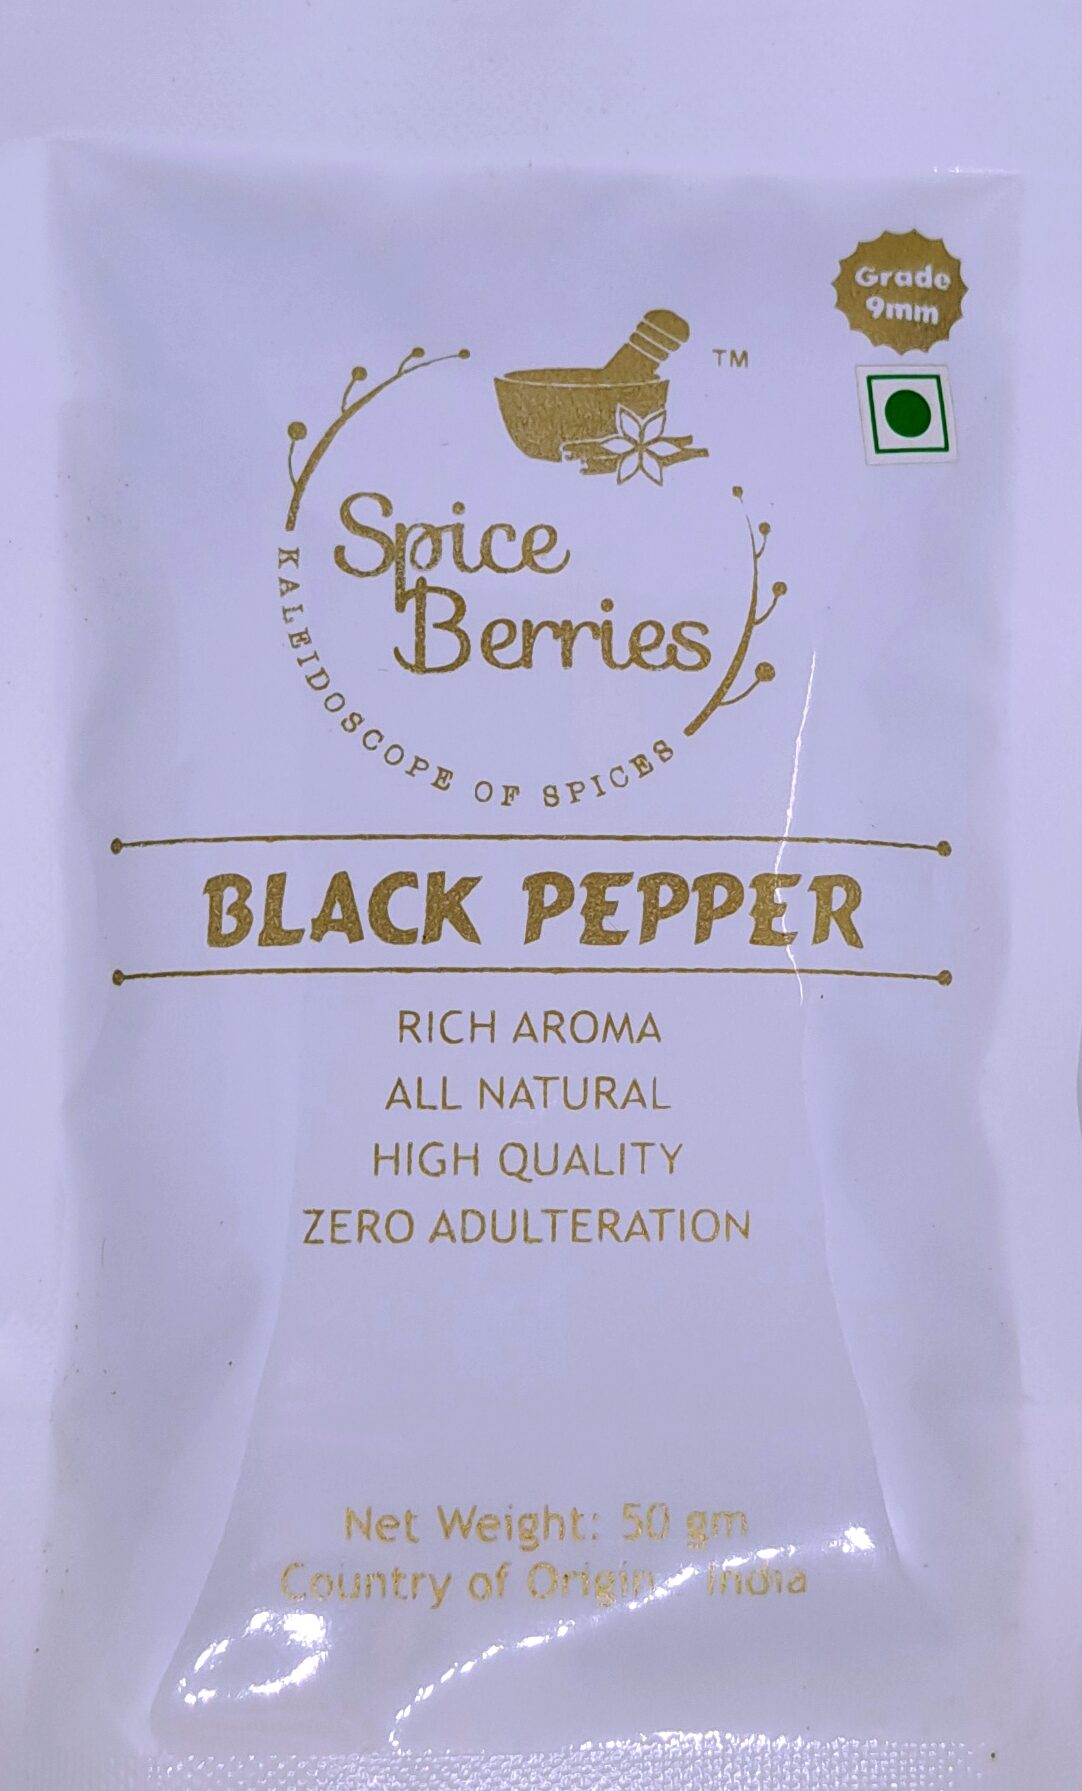 Grade
9mm
TM
Spice
Berries
KALEIDOSCOPE OF SPICES
BLACK PEPPER
RICH AROMA
ALL NATURAL
HIGH QUALITY
ZERO ADULTERATION
Net Weight: 50 gm
Country of Origin - India